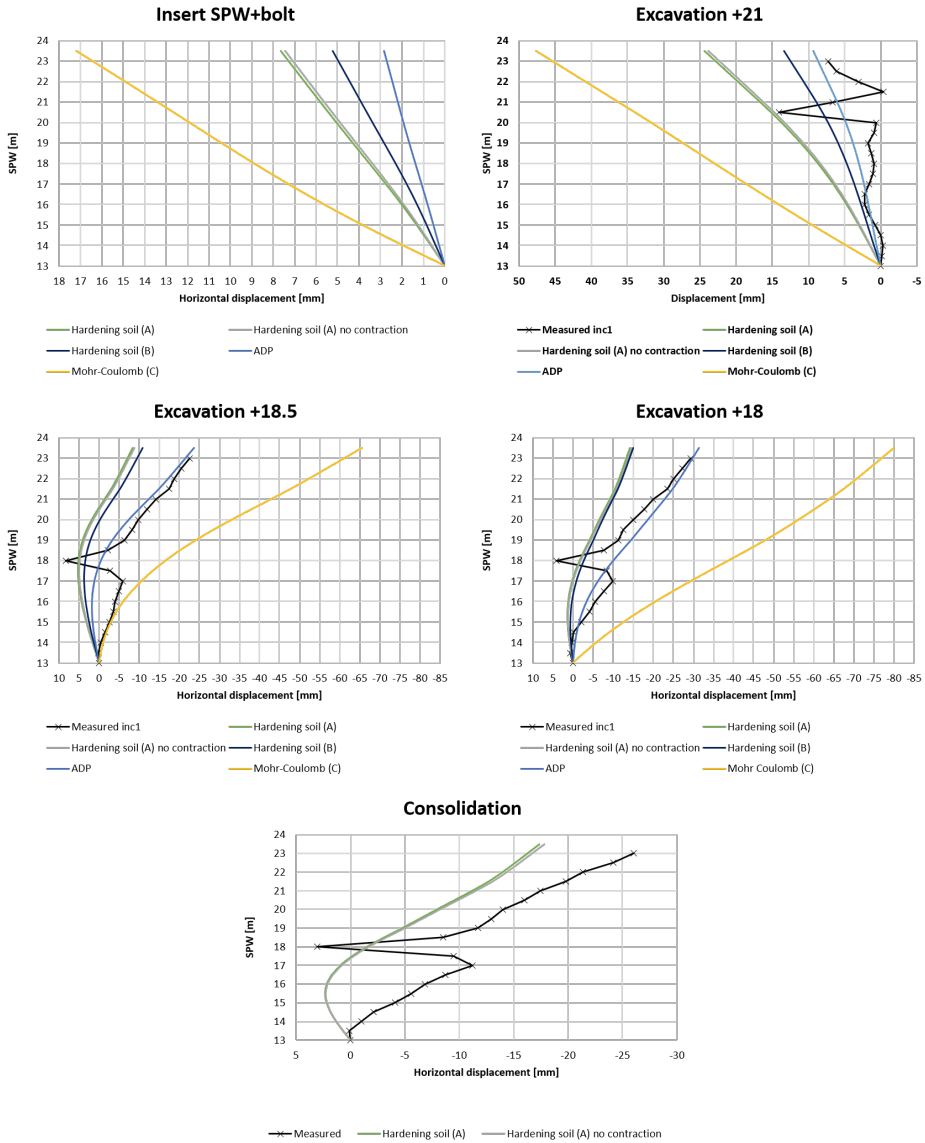 Insert SPW+bolt
24
23
22
21
20
19
18
17
16
15
14
13
SPW [m]
18 17 16 15 14 13 12 11 10 9 8 7 6 5 4 3 2 1 0
Horizontal displacement [mm]
Hardening soil (A) Hardening soil (A) no contraction
Hardening soil (B) ADP
Mohr-Coulomb (C)
Excavation +21
24
23
22
21
20
19
18
17
16
15
14
13
SPW [m]
50 45 40 35 30 25 20 15 10 5 0 -5
Displacement [mm]
Measured inc1 Hardening soil (A)
Hardening soil (A) no contraction Hardening soil (B)
ADP Mohr-Coulomb (C)
Excavation +18.5
24
23
22
21
20
19
18
17
16
15
14
13
SPW [m]
10 5 0 -5 -10 -15 -20 -25 -30 -35 -40 -45 -50 -55 -60 -65 -70 -75 -80 -85
Horizontal displacement [mm]
Measured inc1 Hardening soil (A)
Hardening soil (A) no contraction Hardening soil (B)
ADP Mohr-Coulomb (C)
Excavation +18
24
23
22
21
20
19
18
17
16
15
14
13
SPW [m]
10 5 0 -5 -10 -15 -20 -25 -30 -35 -40 -45 -50 -55 -60 -65 -70 -75 -80 -85
Horizontal displacement [mm]
Measured inc1 Hardening soil (A)
Hardening soil (A) no contraction Hardening soil (B)
ADP Mohr Coulomb (C)
Consolidation
24
23
22
21
20
19
18
17
16
15
14
13
SPW [m]
5 0 -5 -10 -15 -20 -25 -30
Horizontal displacement [mm]
Measured Hardening soil (A) Hardening soil (A) no contraction